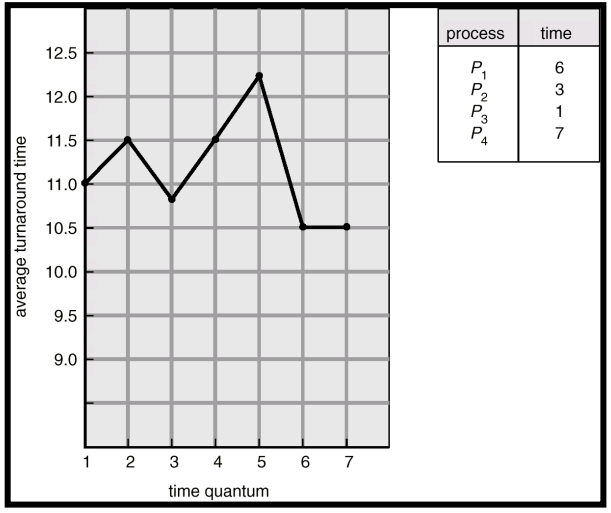 12.5
12.0
11.5
11.0
10.5
10.0
9.5
9.0
average turnaround time
1 2 3 4 5 6 7
time quantum
process time
P1 6
P2 3
P3 1
P4 7